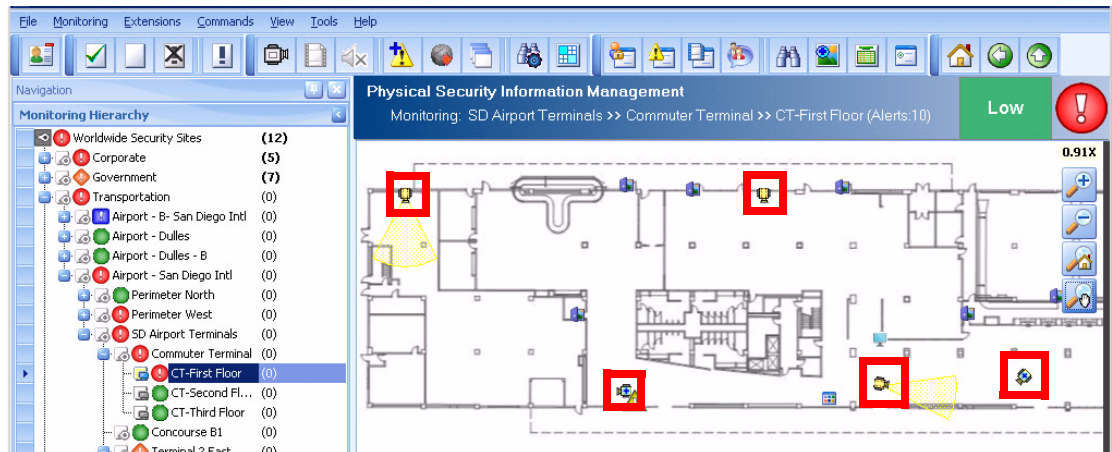 File Monitoring Extensions Commands View Tools Help
Navigation
Monitoring Hierarchy
Worldwide Security Sites (12)
Corporate (5)
Government (7)
Transportation (0)
Airport - B- San Diego Intl (0)
Airport - Dulles (0)
Airport - Dulles - B (0)
Airport - San Diego Intl (0)
Perimeter North (0)
Perimeter West (0)
SD Airport Terminals (0)
Commuter Terminal (0)
CT-First Floor (0)
CT-Second Fl... (0)
CT-Third Floor (0)
Concourse B1 (0)
Terminal 2 East (0)
Physical Security Information Management
Monitoring: SD Airport Terminals >> Commuter Terminal >> CT-First Floor (Alerts:10)
Low
0.91X